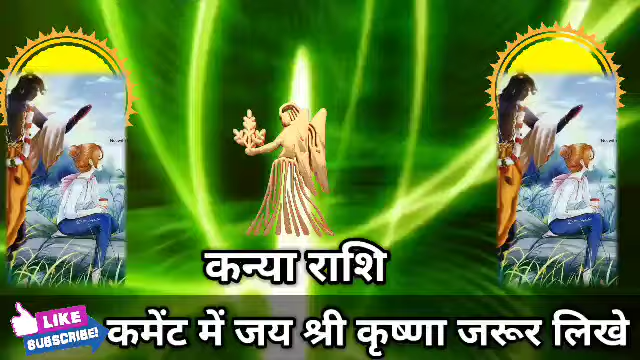 कन्या राशि
LIKE
SUBSCRIBE!
कमेंट में जय श्री कृष्णा जरूर लिखे